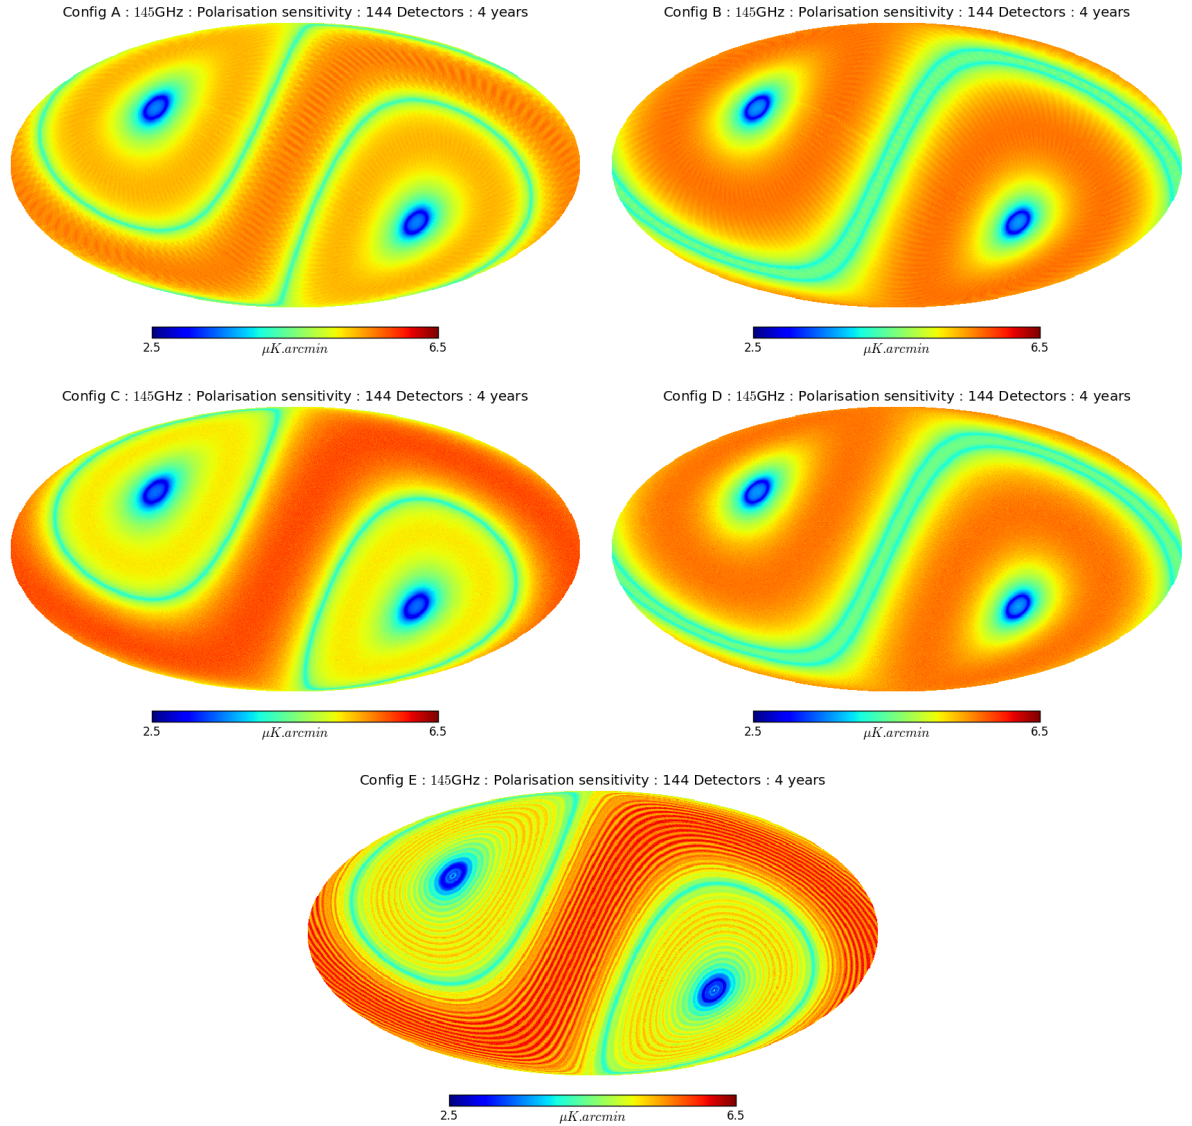 Config A : 145GHz : Polarisation sensitivity : 144 Detectors : 4 years
Config B : 145GHz : Polarisation sensitivity : 144 Detectors : 4 years
2.5 μK.arcmin 6.5
2.5 μK.arcmin 6.5
Config C : 145GHz : Polarisation sensitivity : 144 Detectors : 4 years
Config D : 145GHz : Polarisation sensitivity : 144 Detectors : 4 years
2.5 μK.arcmin 6.5
2.5 μK.arcmin 6.5
Config E : 145GHz : Polarisation sensitivity : 144 Detectors : 4 years
2.5 μK.arcmin 6.5